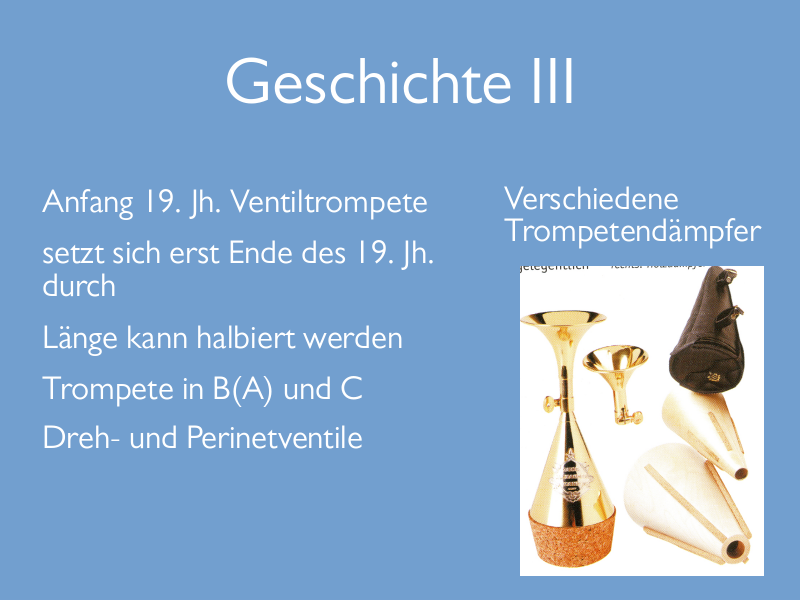 Geschichte III
Anfang 19. Jh. Ventiltrompete
setzt sich erst Ende des 19. Jh.
durch
Länge kann halbiert werden
Trompete in B(A) und C
Dreh- und Perinetventile
Verschiedene
Trompetendämpfer
gelegentlich